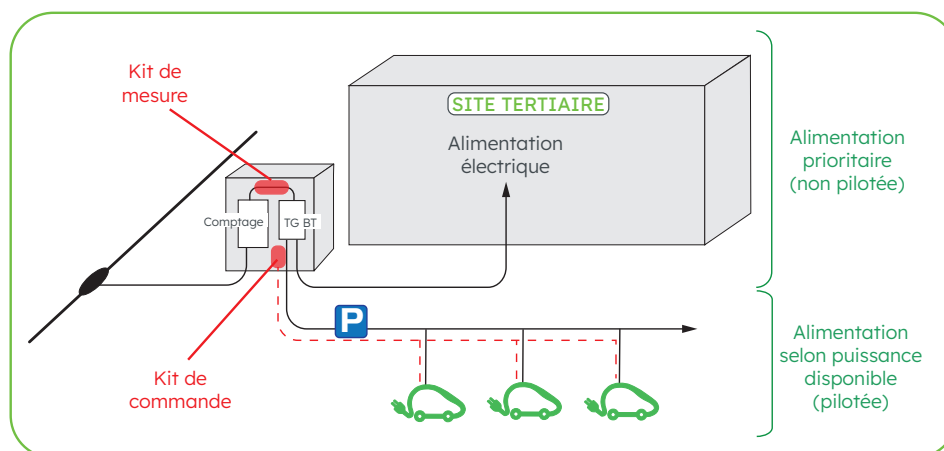 Kit de
mesure
SITE TERTIAIRE
Alimentation
électrique
Alimentation
prioritaire
(non pilotée)
Comptage
TG BT
P
Kit de
commande
Alimentation
selon puissance
disponible
(pilotée)